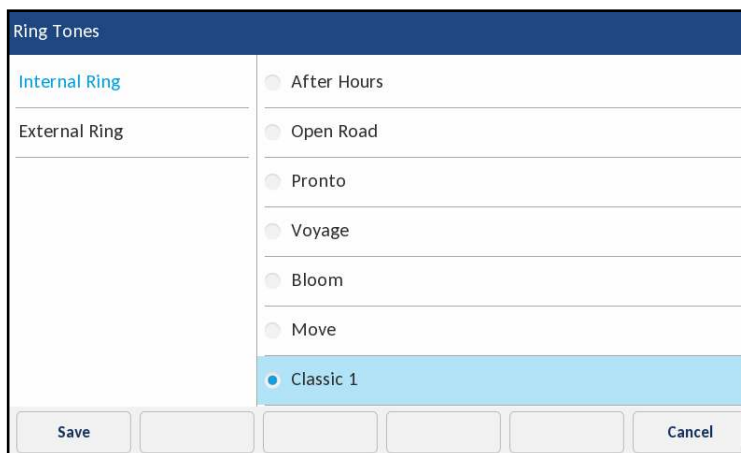 Ring Tones
Internal Ring
External Ring
After Hours
Open Road
Pronto
Voyage
Bloom
Move
Classic 1
Save
Cancel